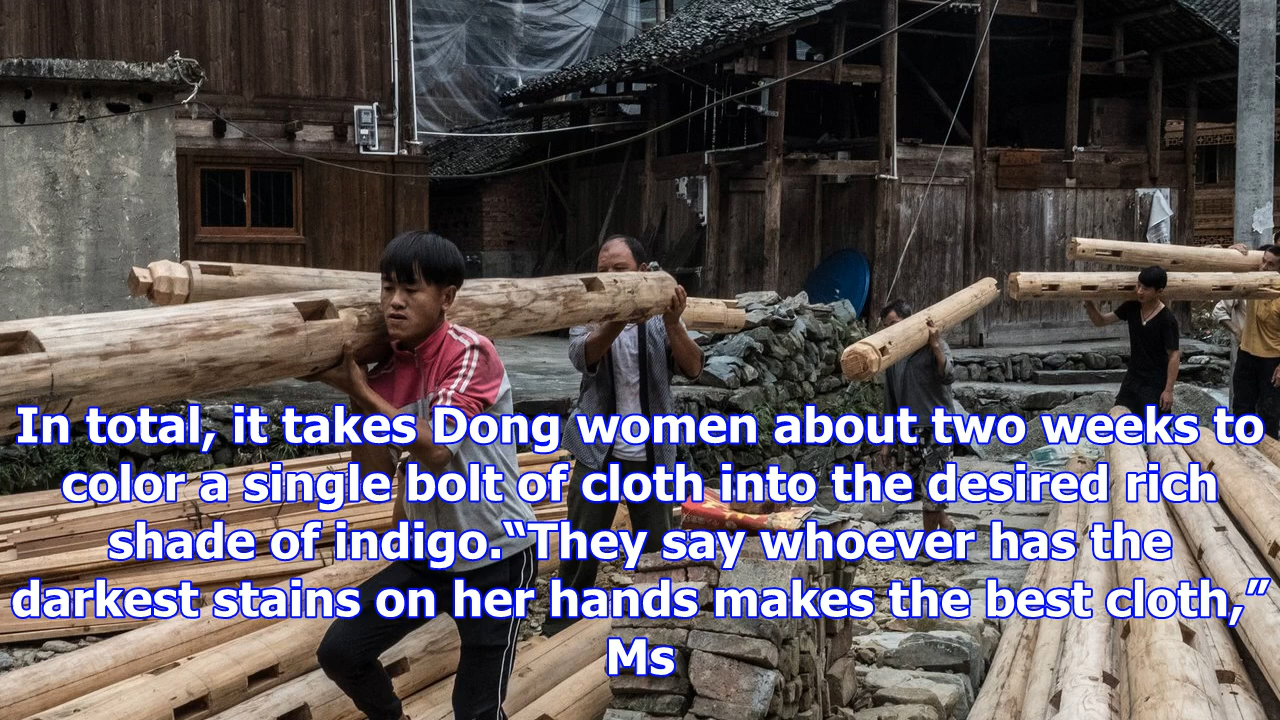 In total, it takes Dong women about two weeks to
color a single bolt of cloth into the desired rich
shade of indigo.“They say whoever has the
darkest stains on her hands makes the best cloth,”
Ms